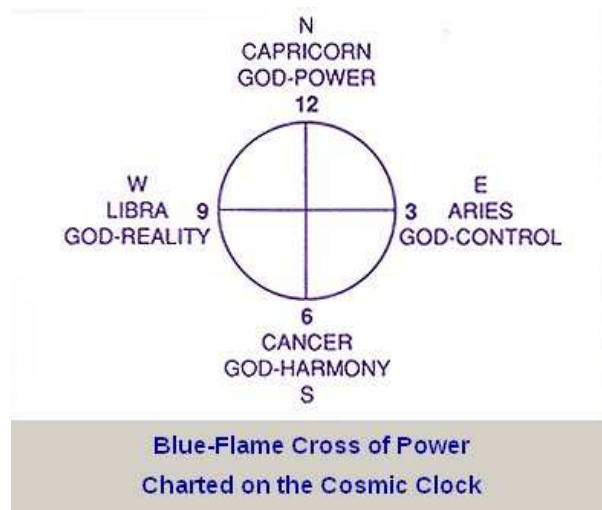 N
CAPRICORN
GOD-POWER
12
W
LIBRA 9
GOD-REALITY
E
3 ARIES
GOD-CONTROL
6
CANCER
GOD-HARMONY
S
Blue-Flame Cross of Power
Charted on the Cosmic Clock